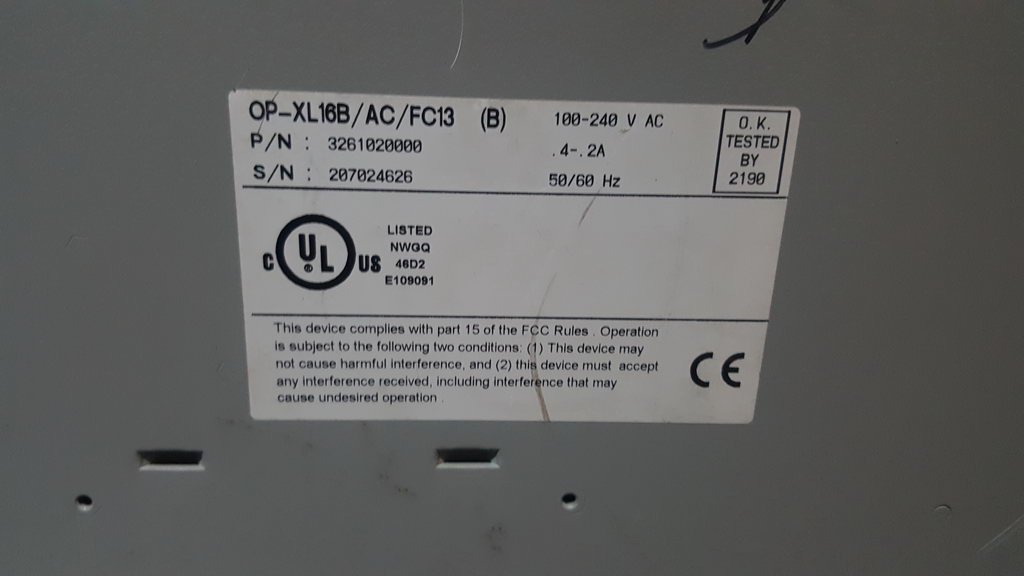 OP-XL16B/AC/FC13 (B) 100-240 V AC
P/N : 3261020000 .4-.2A
S/N : 207024626 50/60 Hz
O.K.
TESTED
BY
2190
C UL ® US
LISTED
NWGQ
46D2
E109091
This device complies with part 15 of the FCC Rules . Operation
is subject to the following two conditions: (1) This device may
not cause harmful interference, and (2) this device must accept
any interference received, including interference that may
cause undesired operation .
CE